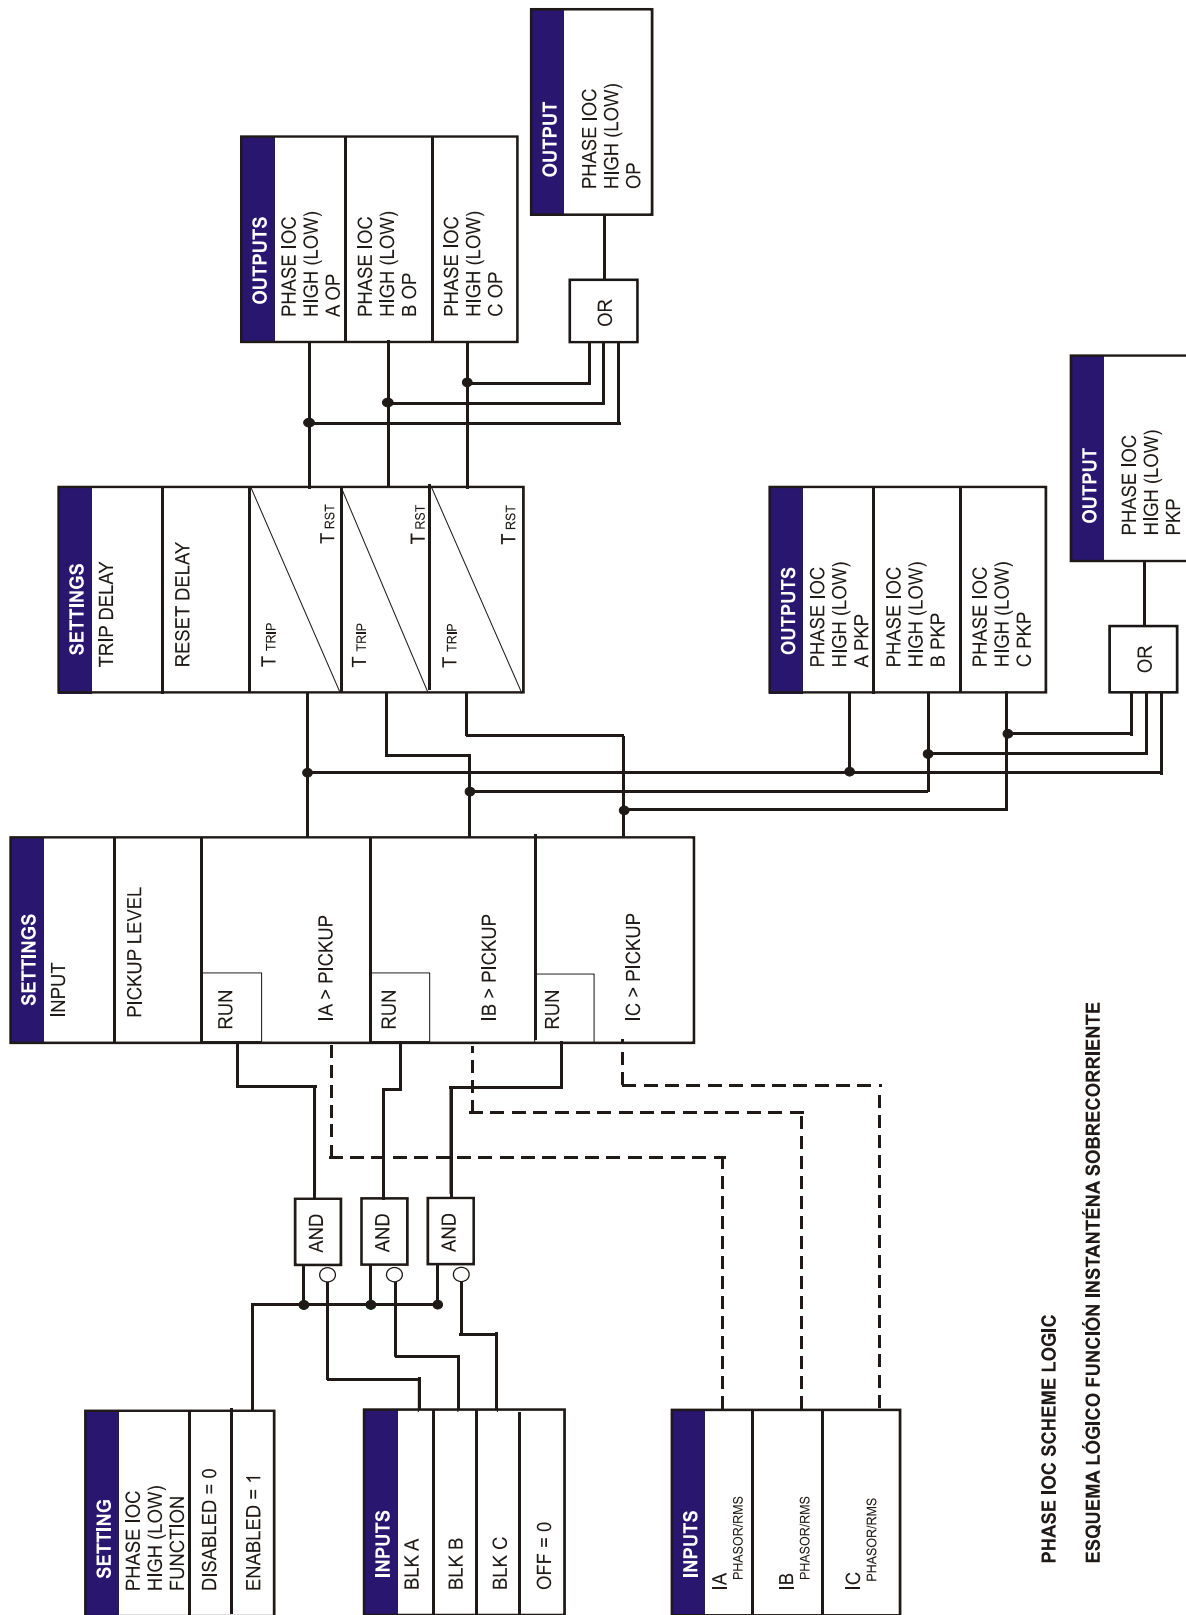 SETTING
PHASE IOC
HIGH (LOW)
FUNCTION
DISABLED = 0
ENABLED = 1
INPUTS
BLK A
BLK B
BLK C
OFF = 0
INPUTS
IA
PHASOR/RMS
IB
PHASOR/RMS
IC
PHASOR/RMS
AND
AND
AND
SETTINGS
INPUT
PICKUP LEVEL
RUN
IA > PICKUP
RUN
IB > PICKUP
RUN
IC > PICKUP
SETTINGS
TRIP DELAY
RESET DELAY
T TRIP
T RST
T TRIP
T RST
T TRIP
T RST
OUTPUTS
PHASE IOC
HIGH (LOW)
A OP
PHASE IOC
HIGH (LOW)
B OP
PHASE IOC
HIGH (LOW)
C OP
OR
OUTPUT
PHASE IOC
HIGH (LOW)
OP
OUTPUTS
PHASE IOC
HIGH (LOW)
A PKP
PHASE IOC
HIGH (LOW)
B PKP
PHASE IOC
HIGH (LOW)
C PKP
OR
OUTPUT
PHASE IOC
HIGH (LOW)
PKP
PHASE IOC SCHEME LOGIC
ESQUEMA LÓGICO FUNCIÓN INSTANTÉNA SOBRECORRIENTE